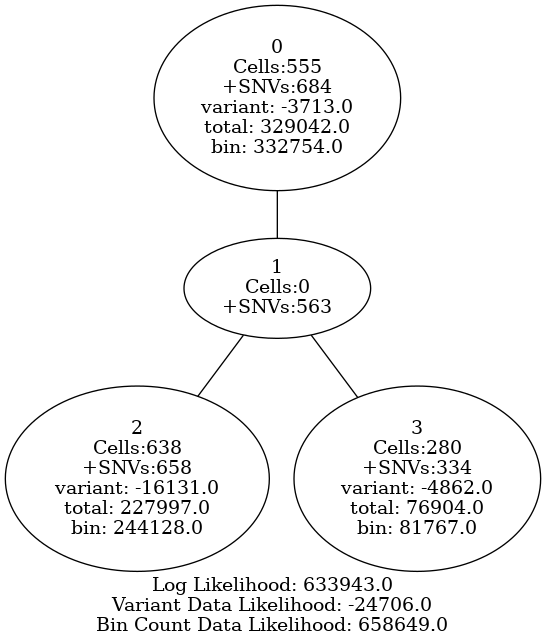 0
Cells:555
+SNVs:684
variant: -3713.0
total: 329042.0
bin: 332754.0
1
Cells:0
+SNVs:563
2
Cells:638
+SNVs:658
variant: -16131.0
total: 227997.0
bin: 244128.0
3
Cells:280
+SNVs:334
variant: -4862.0
total: 76904.0
bin: 81767.0
Log Likelihood: 633943.0
Variant Data Likelihood: -24706.0
Bin Count Data Likelihood: 658649.0